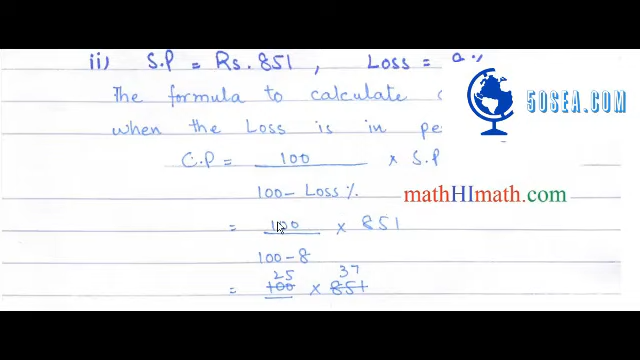 ii) S.P = Rs. 851, Loss =
The formula to calculate
50SEA.COM
when the Loss is in
C.P = 100 × S.P
100 - Loss %
mathHImath.com
= 100 × 851
100 - 8
25 37
= 100 × 851